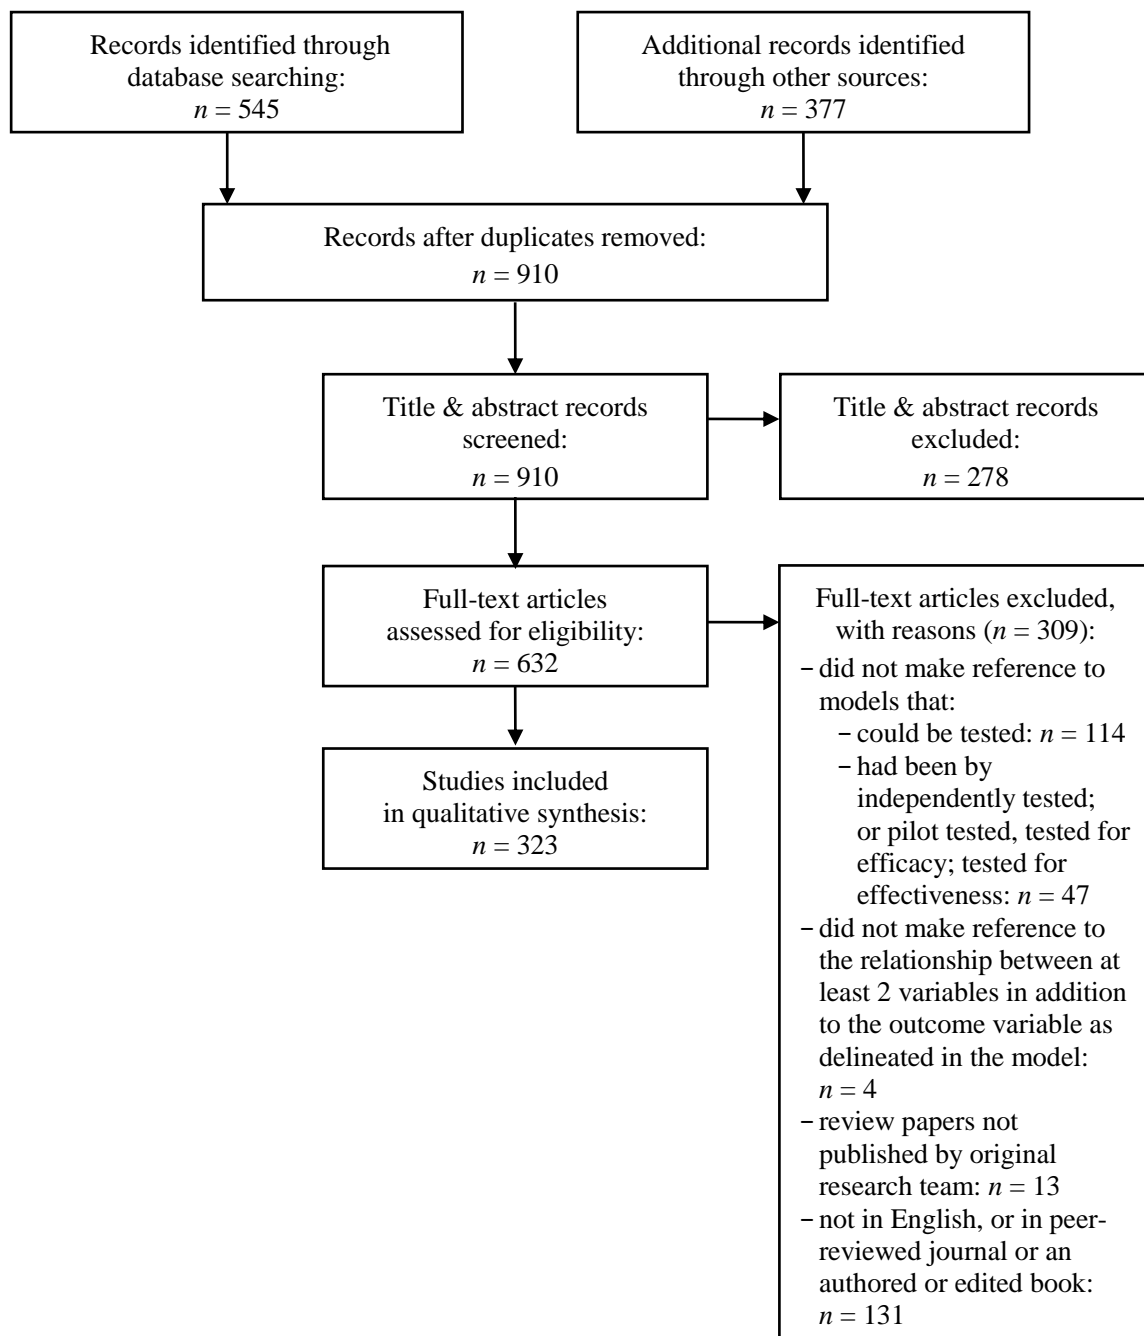 Records identified through
database searching:
n = 545
Additional records identified
through other sources:
n = 377
Records after duplicates removed:
n = 910
Title & abstract records
screened:
n = 910
Title & abstract records
excluded:
n = 278
Full-text articles
assessed for eligibility:
n = 632
Full-text articles excluded,
with reasons (n = 309):
– did not make reference to
models that:
– could be tested: n = 114
– had been by
independently tested;
or pilot tested, tested for
efficacy; tested for
effectiveness: n = 47
– did not make reference to
the relationship between at
least 2 variables in addition
to the outcome variable as
delineated in the model:
n = 4
– review papers not
published by original
research team: n = 13
– not in English, or in peer-
reviewed journal or an
authored or edited book:
n = 131
Studies included
in qualitative synthesis:
n = 323